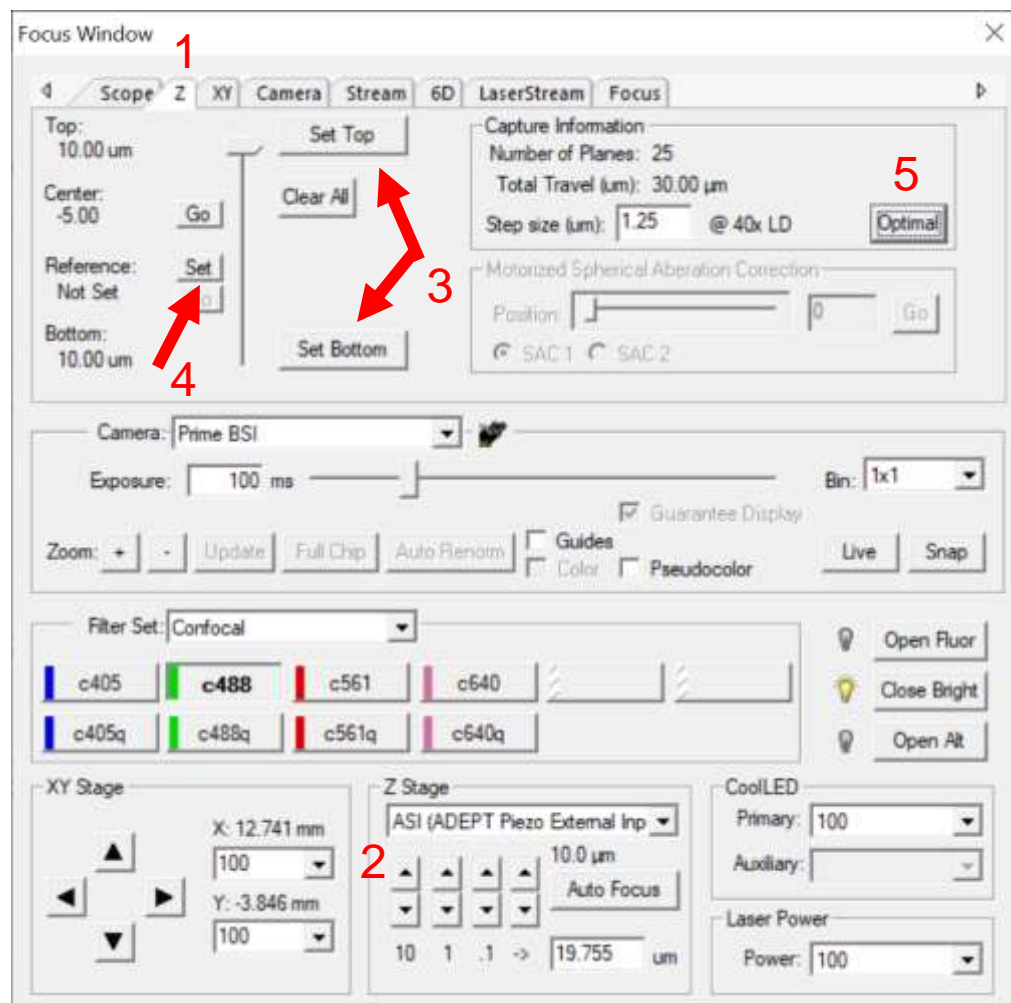 Focus Window
1
Scope Z XY Camera Stream 6D LaserStream Focus
Top:
10.00 um
Set Top
Center:
-5.00
Go
Clear All
Reference:
Not Set
Set
Bottom:
10.00 um
Set Bottom
3
4
Capture Information
Number of Planes: 25
Total Travel (um): 30.00 µm
Step size (um): 1.25 @ 40x LD
5
Optimal
Motorized Spherical Aberration Correction
Position: 0 Go
SAC 1 SAC 2
Camera: Prime BSI
Exposure: 100 ms
Bin: 1x1
Guarantee Display
Zoom: + - Update Full Chip Auto Renorm
Guides
Color Pseudocolor
Live Snap
Filter Set: Confocal
c405 c488 c561 c640
c405q c488q c561q c640q
Open Fluor
Close Bright
Open Alt
XY Stage
X: 12.741 mm
100
Y: -3.846 mm
100
Z Stage
ASI (ADEPT Piezo External Inp
2
10.0 µm
Auto Focus
10 1 .1 -> 19.755 um
CoolLED
Primary: 100
Auxiliary:
Laser Power
Power: 100